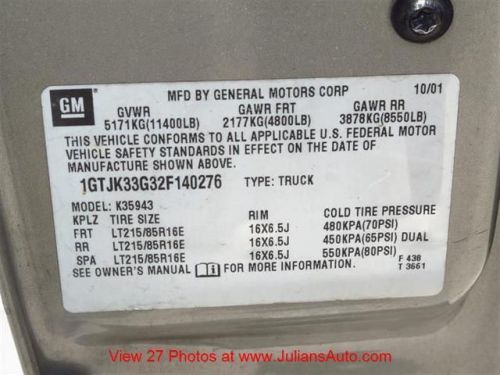 GM
MFD BY GENERAL MOTORS CORP 10/01
GVWR GAWR FRT GAWR RR
5171KG(11400LB) 2177KG(4800LB) 3878KG(8550LB)
THIS VEHICLE CONFORMS TO ALL APPLICABLE U.S. FEDERAL MOTOR
VEHICLE SAFETY STANDARDS IN EFFECT ON THE DATE OF
MANUFACTURE SHOWN ABOVE.
1GTJK33G32F140276 TYPE: TRUCK
MODEL: K35943
KPLZ TIRE SIZE RIM COLD TIRE PRESSURE
FRT LT215/85R16E 16X6.5J 480KPA(70PSI)
RR LT215/85R16E 16X6.5J 450KPA(65PSI) DUAL
SPA LT215/85R16E 16X6.5J 550KPA(80PSI)
SEE OWNER'S MANUAL FOR MORE INFORMATION. F 438
T 3661
View 27 Photos at www.JuliansAuto.com